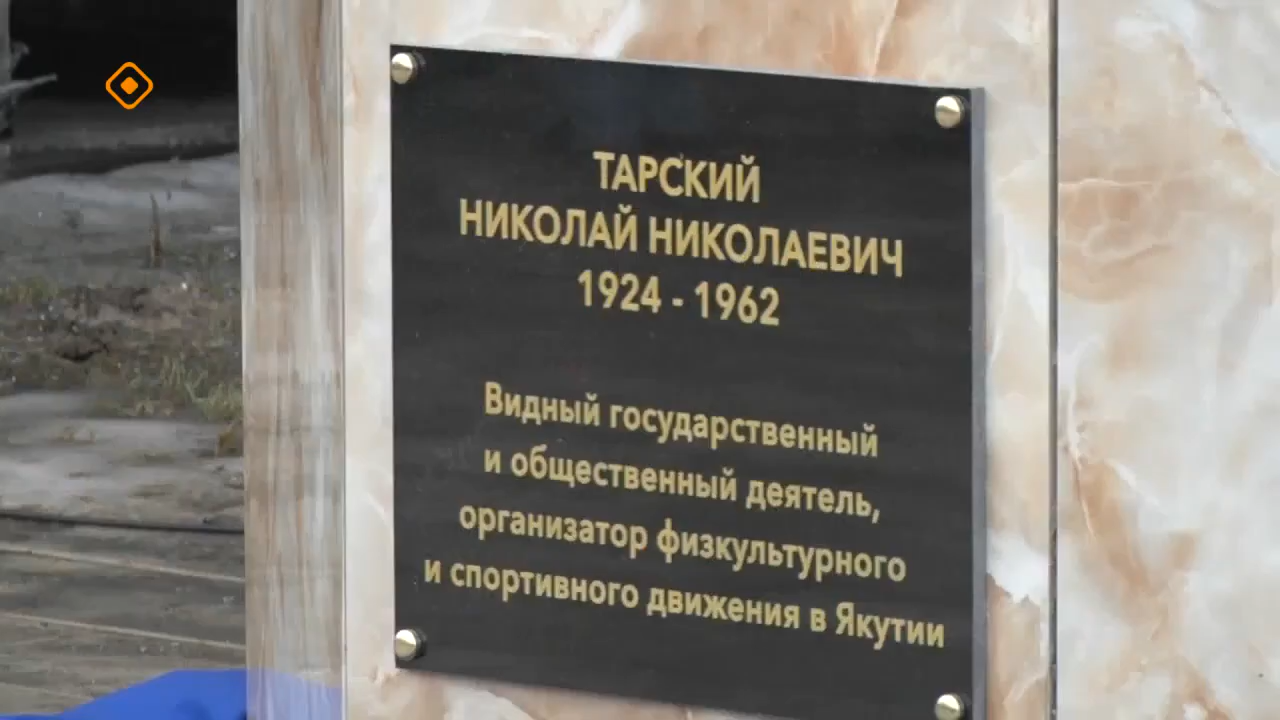 ТАРСКИЙ
НИКОЛАЙ НИКОЛАЕВИЧ
1924 - 1962
Видный государственный
и общественный деятель,
организатор физкультурного
и спортивного движения в Якутии